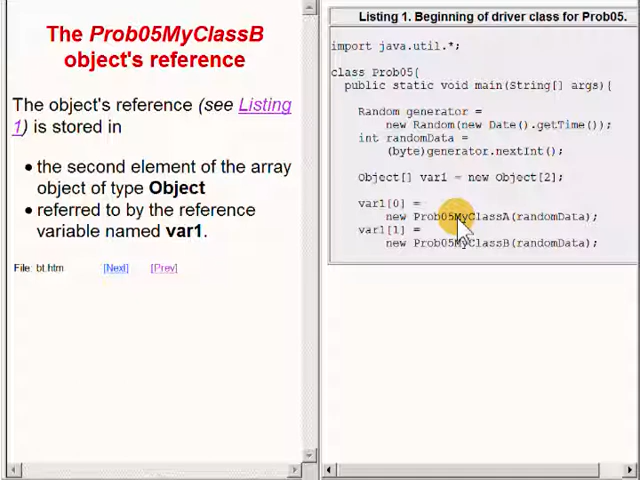 The Prob05MyClassB
object's reference
The object's reference (see Listing
1) is stored in
• the second element of the array
object of type Object
• referred to by the reference
variable named var1.
File: bt.htm [Next] [Prev]
Listing 1. Beginning of driver class for Prob05.
import java.util.*;
class Prob05{
public static void main(String[] args){
Random generator =
new Random(new Date().getTime());
int randomData =
(byte)generator.nextInt();
Object[] var1 = new Object[2];
var1[0] =
new Prob05MyClassA(randomData);
var1[1] =
new Prob05MyClassB(randomData);